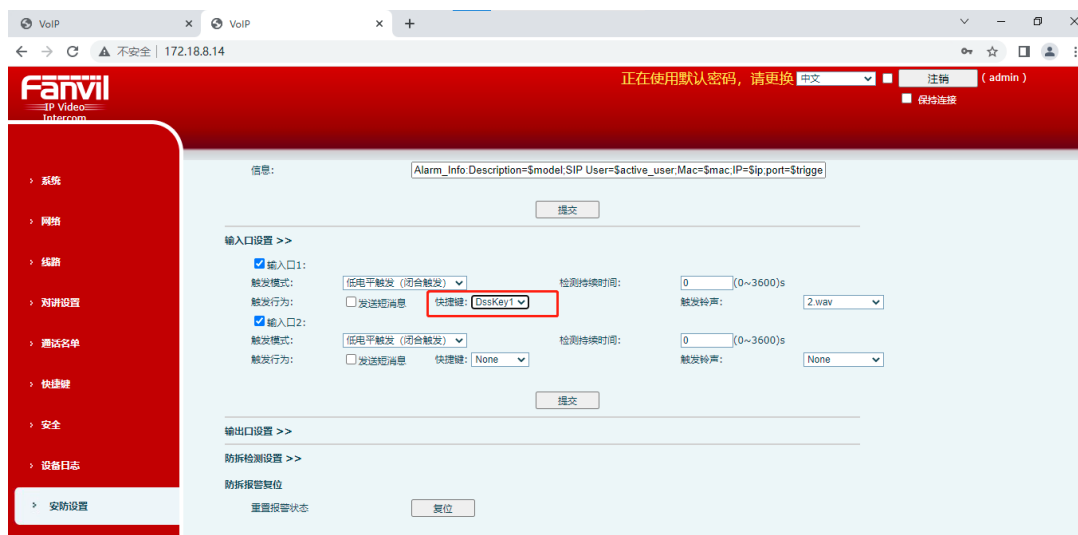 VoIP
VoIP
不安全 | 172.18.8.14
Fanvil
IP Video
Intercom
正在使用默认密码，请更换 中文 注销 ( admin )
保持连接
系统
网络
线路
对讲设置
通话名单
快捷键
安全
设备日志
安防设置
信息: Alarm_Info:Description=$model;SIP User=$active_user;Mac=$mac;IP=$ip;port=$trigge
提交
输入口设置 >>
输入口1:
触发模式: 低电平触发（闭合触发） 检测持续时间: 0 (0~3600)s
触发行为: 发送短消息 快捷键: DssKey1 触发铃声: 2.wav
输入口2:
触发模式: 低电平触发（闭合触发） 检测持续时间: 0 (0~3600)s
触发行为: 发送短消息 快捷键: None 触发铃声: None
提交
输出口设置 >>
防拆检测设置 >>
防拆报警复位
重置报警状态 复位